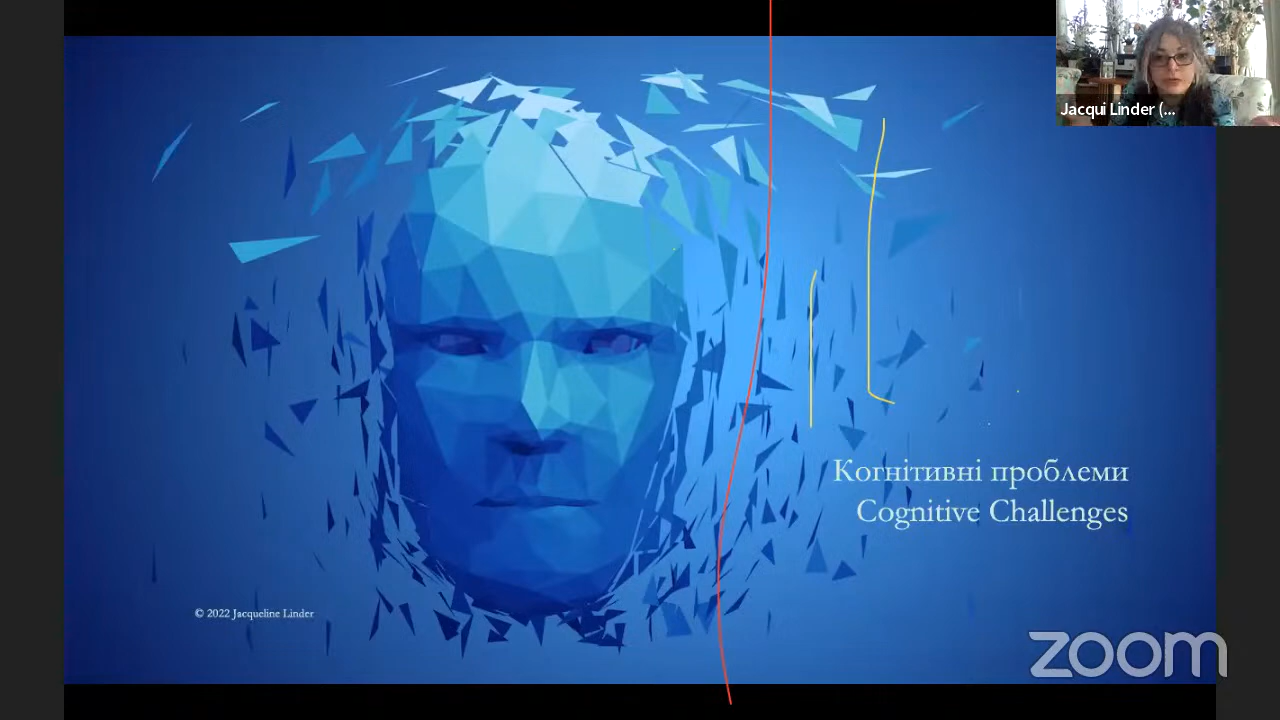 Jacqui Linder (...
Когнітивні проблеми
Cognitive Challenges
© 2022 Jacqueline Linder
zoom